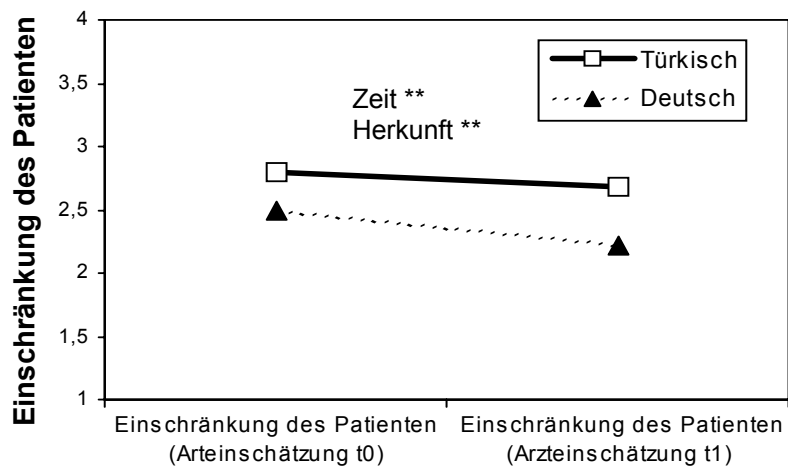 Einschränkung des Patienten
4
3,5
3
2,5
2
1,5
1
Türkisch
Deutsch
Zeit **
Herkunft **
Einschränkung des Patienten
(Arteinschätzung t0)
Einschränkung des Patienten
(Arzteinschätzung t1)